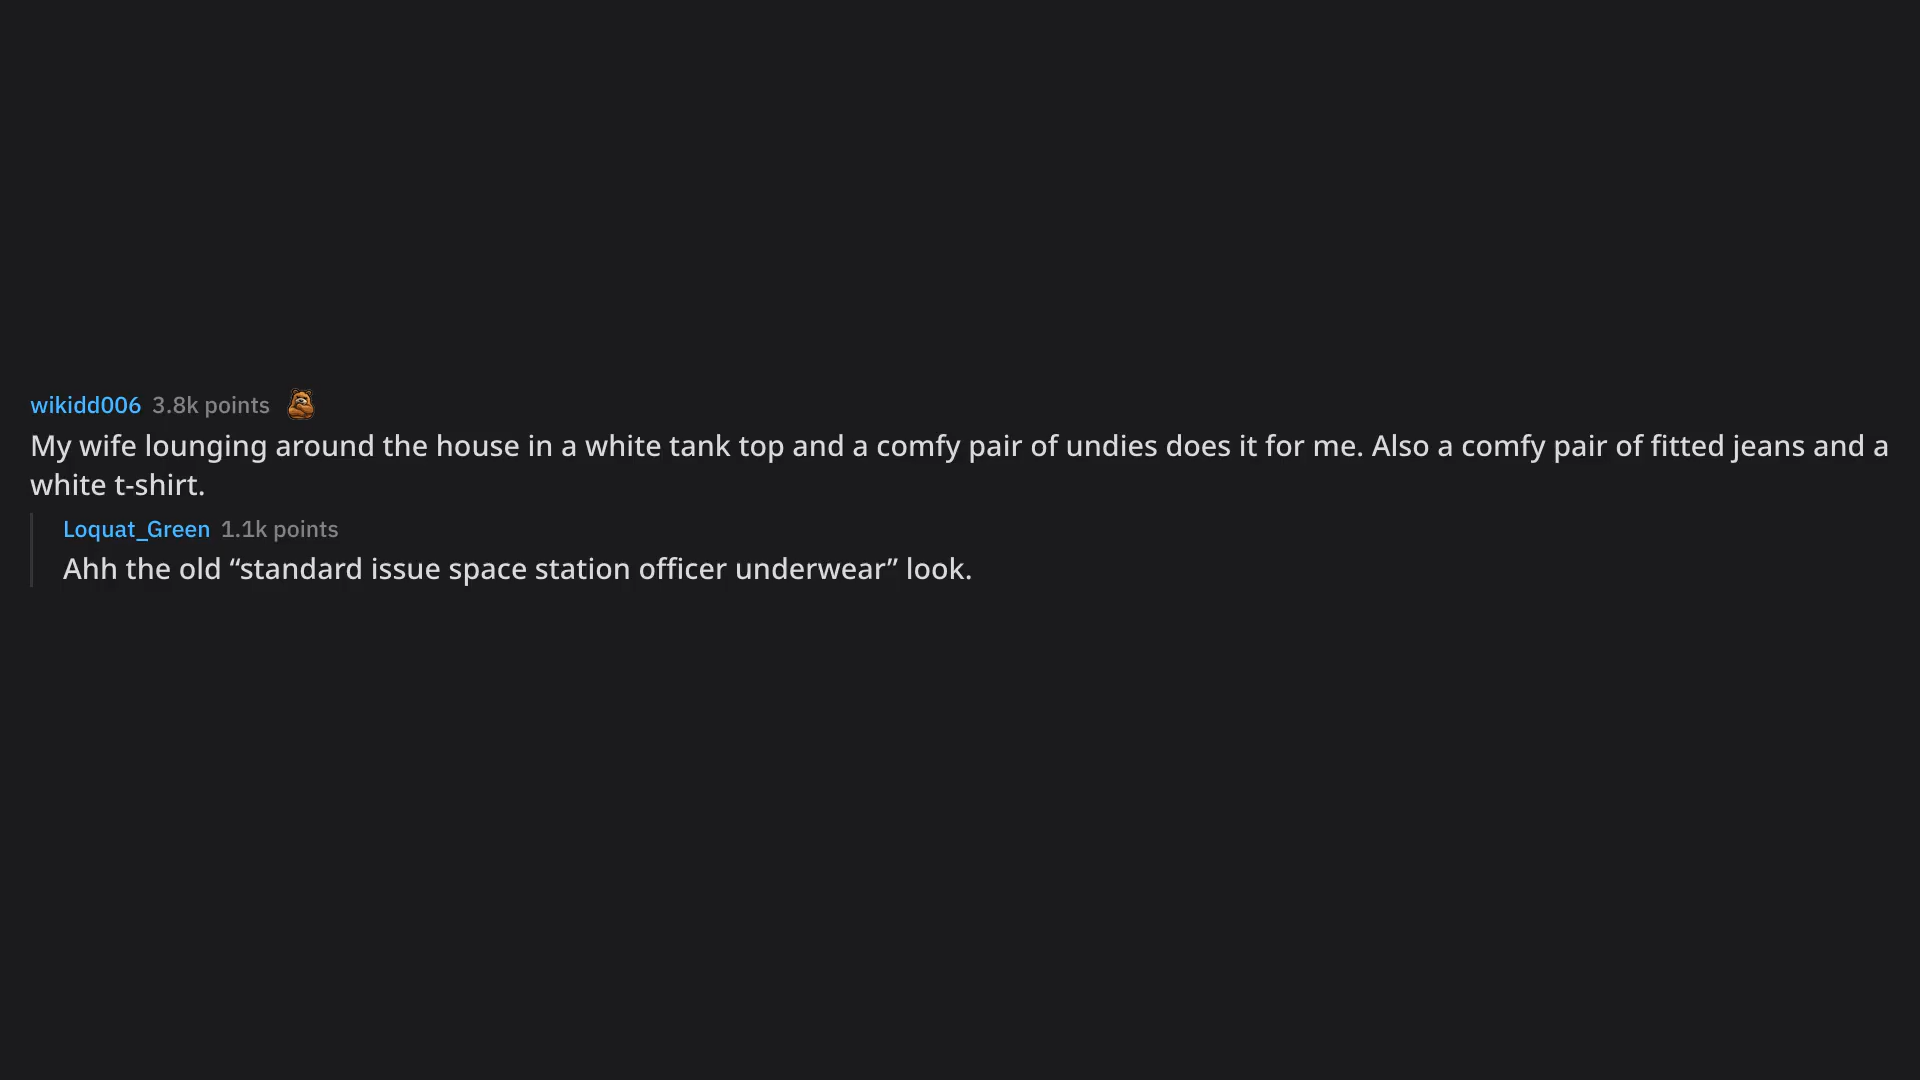 wikidd006 3.8k points
My wife lounging around the house in a white tank top and a comfy pair of undies does it for me. Also a comfy pair of fitted jeans and a
white t-shirt.
Loquat_Green 1.1k points
Ahh the old “standard issue space station officer underwear” look.